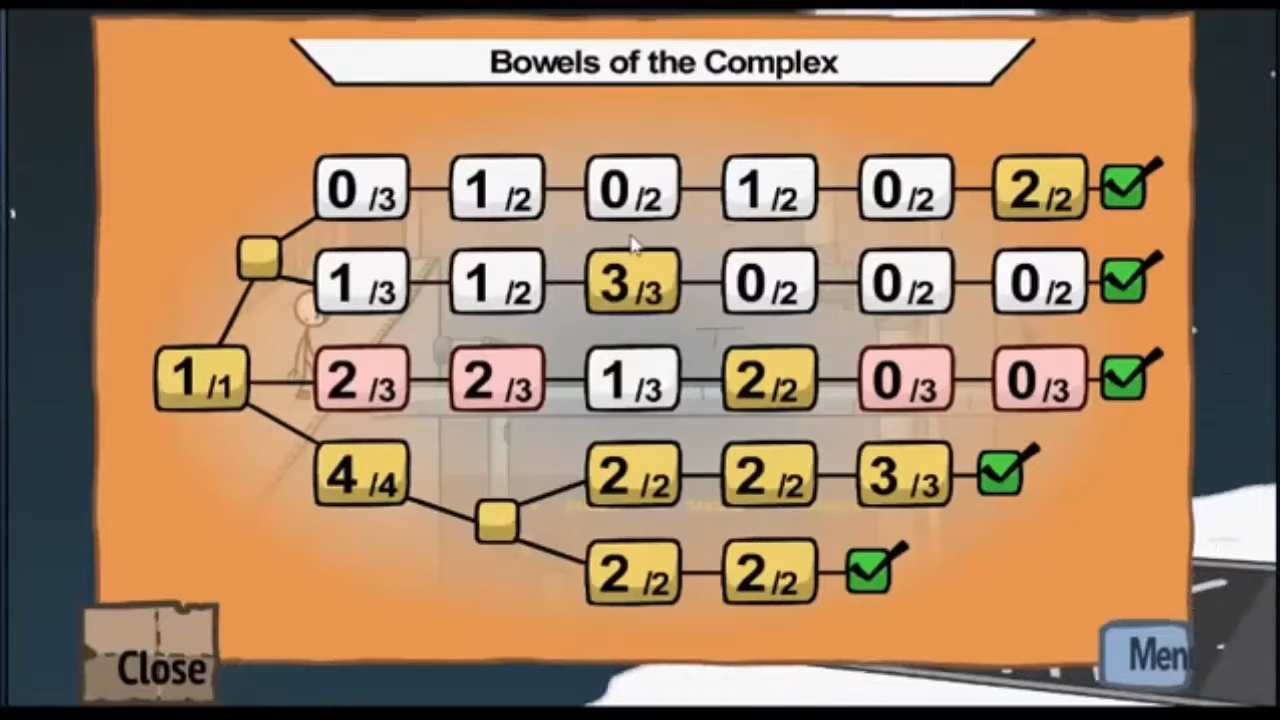 Bowels of the Complex
0/3 1/2 0/2 1/2 0/2 2/2
1/3 1/2 3/3 0/2 0/2 0/2
1/1 2/3 2/3 1/3 2/2 0/3 0/3
4/4 2/2 2/2 3/3
2/2 2/2
Close Men